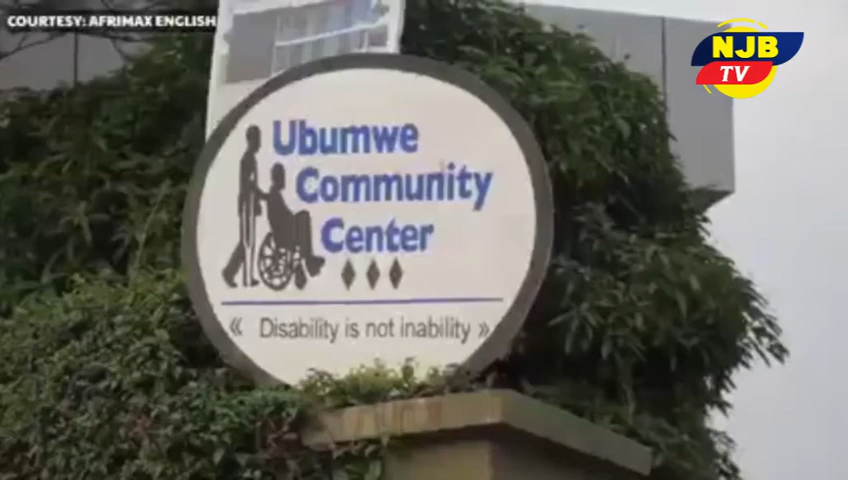 COURTESY: AFRIMAX ENGLISH
NJB
TV
Ubumwe
Community
Center
« Disability is not inability »